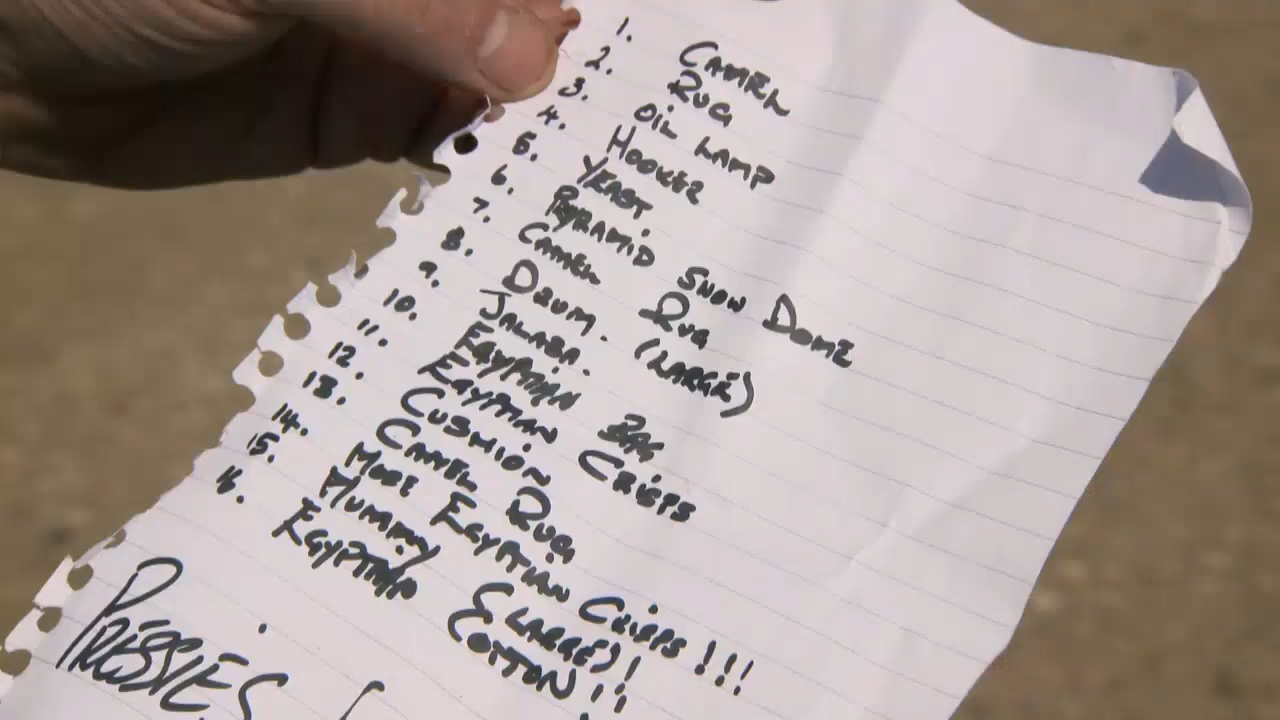 1. CAMEL
2. RUG
3. OIL LAMP
4. HOOKER
5. YEAST.
6. PYRAMID SNOW DOME
7. CAMEL RUG
8. DRUM. (LARGE)
9. JALABA.
10. EGYPTIAN BAG
11. EGYPTIAN CRISPS
12. CUSHION
13. CAMEL RUG
14. MORE EGYPTIAN CRISPS!!!
15. MUMMY (LARGE)!
16. EGYPTIAN COTTON!!
PRESSIES